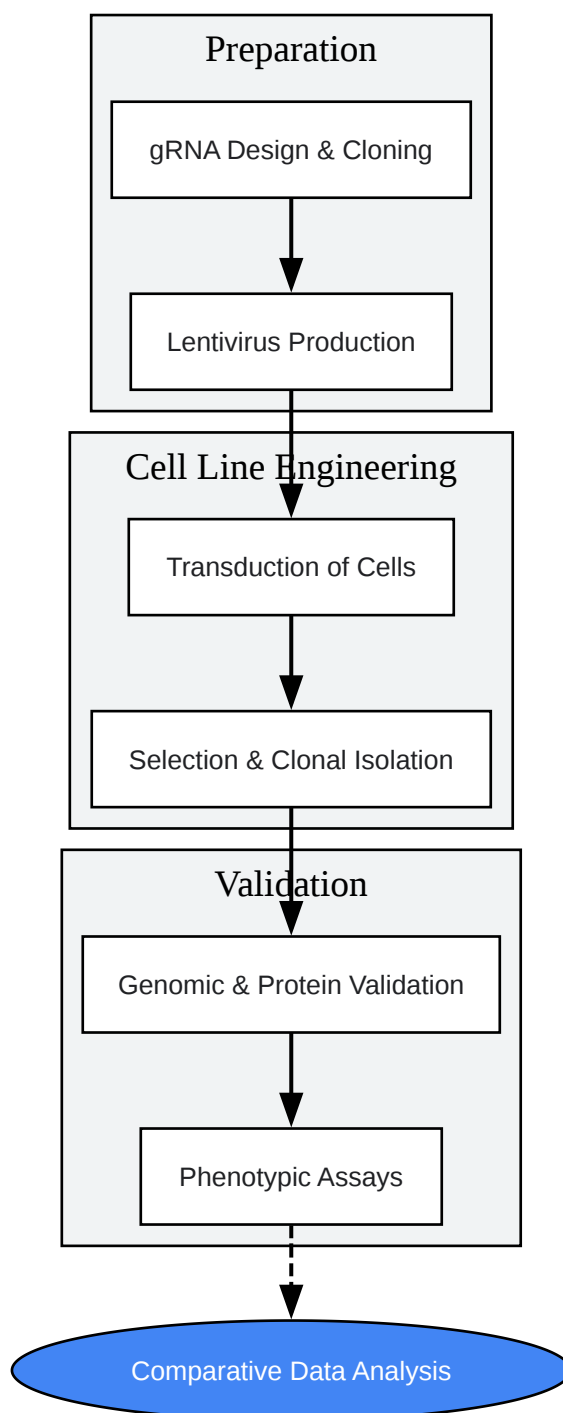 Preparation
gRNA Design & Cloning
Lentivirus Production
Cell Line Engineering
Transduction of Cells
Selection & Clonal Isolation
Validation
Genomic & Protein Validation
Phenotypic Assays
Comparative Data Analysis